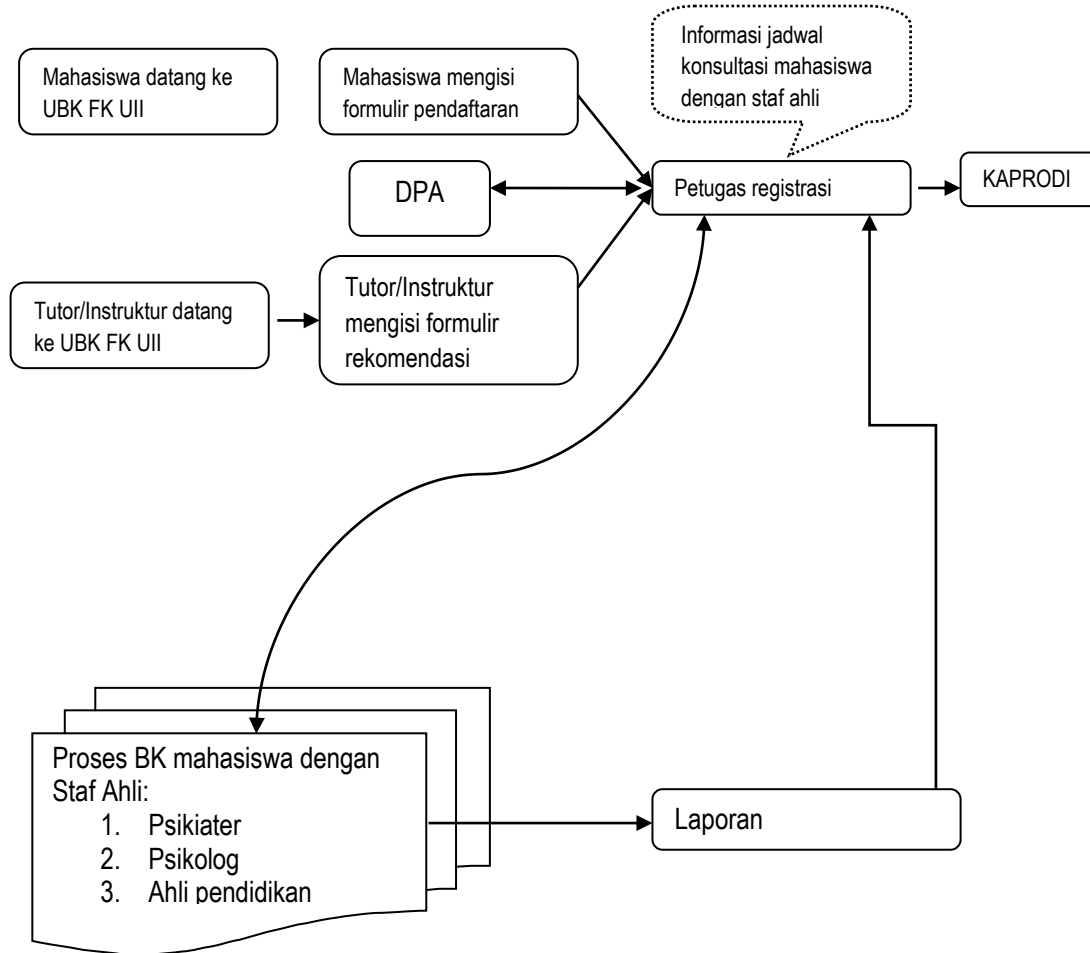 Mahasiswa datang ke
UBK FK UII
Mahasiswa mengisi
formulir pendaftaran
Informasi jadwal
konsultasi mahasiswa
dengan staf ahli
DPA
Petugas registrasi
KAPRODI
Tutor/Instruktur datang
ke UBK FK UII
Tutor/Instruktur
mengisi formulir
rekomendasi
Proses BK mahasiswa dengan
Staf Ahli:
1. Psikiater
2. Psikolog
3. Ahli pendidikan
Laporan